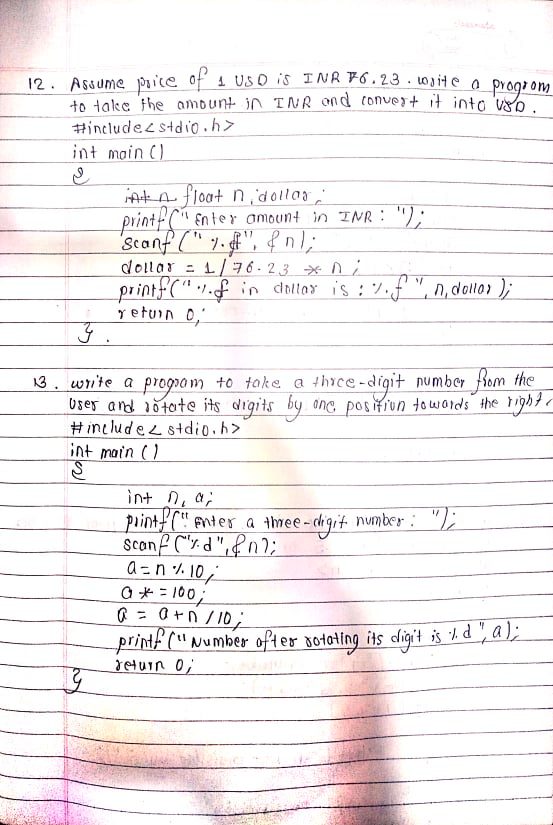 12. Assume price of 1 USD is INR 76.23. write a program
to take the amount in INR and convert it into USD.
#include<stdio.h>
int main()
{
int n float n, dollar;
printf("Enter amount in INR: ");
scanf("%f", &n);
dollar = 1/76.23 * n;
printf("%f in dollar is : %f", n, dollar);
return 0;
}.
13. write a program to take a three-digit number from the
user and rotate its digits by one position towards the right.
#include<stdio.h>
int main()
{
int n, a;
printf("Enter a three-digit number: ");
scanf("%d", &n);
a = n % 10;
a *= 100;
a = a+n/10;
printf("Number after rotating its digit is %d", a);
return 0;
}